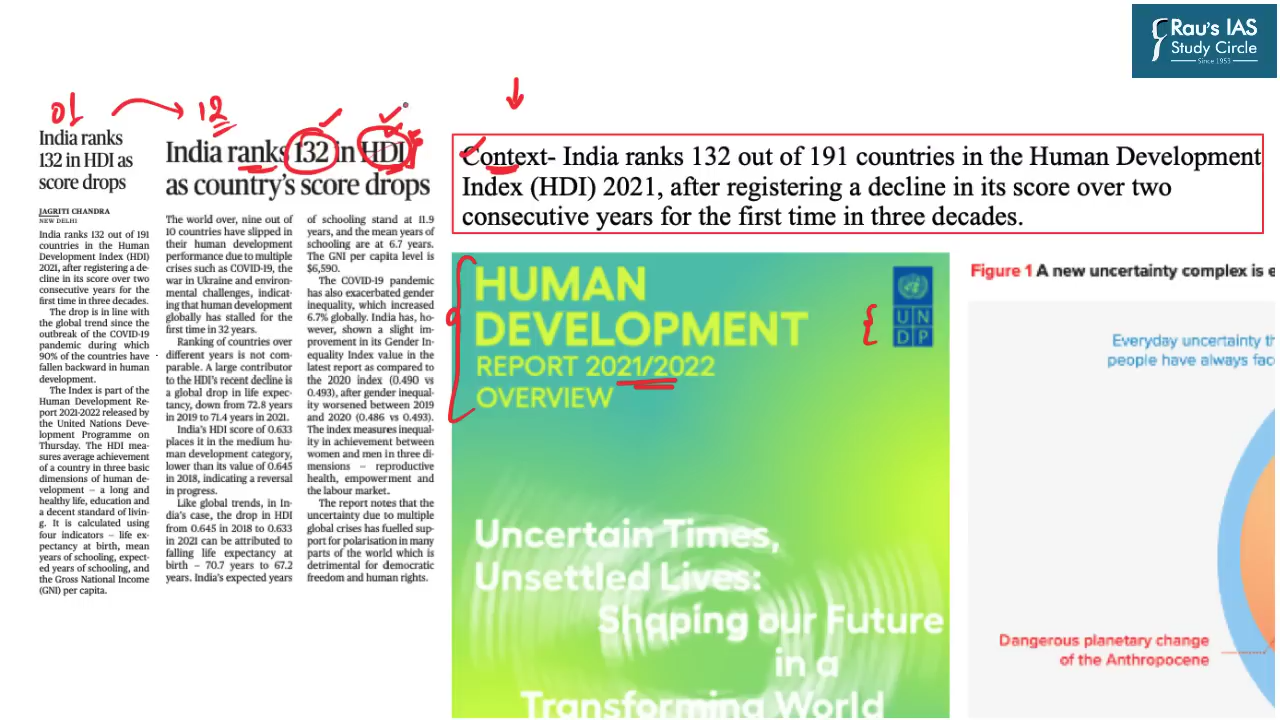 Rau's IAS
Study Circle
Since 1953
01
12
India ranks
132 in HDI as
score drops
JAGRITI CHANDRA
NEW DELHI
India ranks 132 out of 191
countries in the Human
Development Index (HDI)
2021, after registering a de-
cline in its score over two
consecutive years for the
first time in three decades.
The drop is in line with
the global trend since the
outbreak of the COVID-19
pandemic during which
90% of the countries have
fallen backward in human
development.
The Index is part of the
Human Development Re-
port 2021-2022 released by
the United Nations Deve-
lopment Programme on
Thursday. The HDI mea-
sures average achievement
of a country in three basic
dimensions of human de-
velopment – a long and
healthy life, education and
a decent standard of livin-
g. It is calculated using
four indicators – life ex-
pectancy at birth, mean
years of schooling, expect-
ed years of schooling, and
the Gross National Income
(GNI) per capita.
India ranks 132 in HDI
as country's score drops
The world over, nine out of
10 countries have slipped in
their human development
performance due to multiple
crises such as COVID-19, the
war in Ukraine and environ-
mental challenges, indicat-
ing that human development
globally has stalled for the
first time in 32 years.
Ranking of countries over
different years is not com-
parable. A large contributor
to the HDI's recent decline is
a global drop in life expec-
tancy, down from 72.8 years
in 2019 to 71.4 years in 2021.
India's HDI score of 0.633
places it in the medium hu-
man development category,
lower than its value of 0.645
in 2018, indicating a reversal
in progress.
Like global trends, in In-
dia's case, the drop in HDI
from 0.645 in 2018 to 0.633
in 2021 can be attributed to
falling life expectancy at
birth – 70.7 years to 67.2
years. India's expected years
of schooling stand at 11.9
years, and the mean years of
schooling are at 6.7 years.
The GNI per capita level is
$6,590.
The COVID-19 pandemic
has also exacerbated gender
inequality, which increased
6.7% globally. India has, ho-
wever, shown a slight im-
provement in its Gender In-
equality Index value in the
latest report as compared to
the 2020 index (0.490 vs
0.493), after gender inequal-
ity worsened between 2019
and 2020 (0.486 vs 0.493).
The index measures inequal-
ity in achievement between
women and men in three di-
mensions – reproductive
health, empowerment and
the labour market.
The report notes that the
uncertainty due to multiple
global crises has fuelled sup-
port for polarisation in many
parts of the world which is
detrimental for democratic
freedom and human rights.
Context- India ranks 132 out of 191 countries in the Human Development
Index (HDI) 2021, after registering a decline in its score over two
consecutive years for the first time in three decades.
HUMAN
DEVELOPMENT
REPORT 2021/2022
OVERVIEW
U N
D P
Uncertain Times,
Unsettled Lives:
Shaping our Future
in a
Transforming World
Figure 1 A new uncertainty complex is e
Everyday uncertainty th
people have always fac
Dangerous planetary change
of the Anthropocene